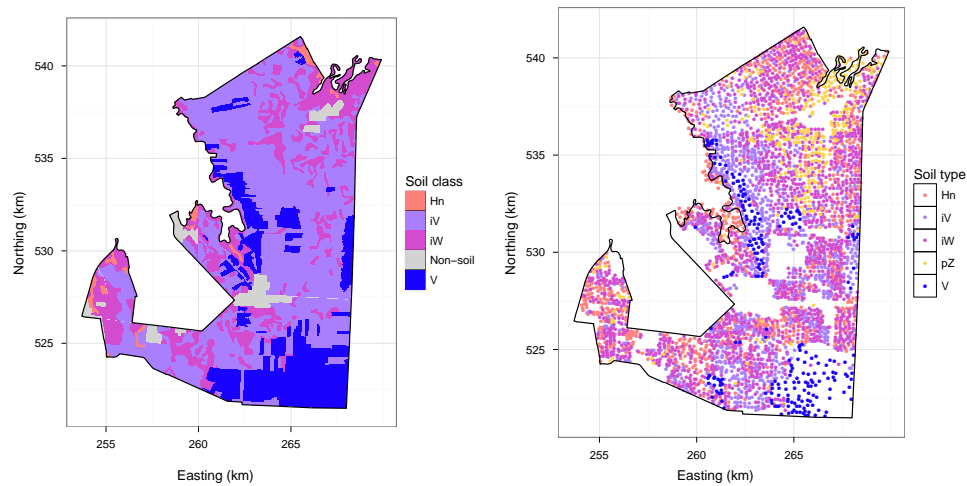 540
535
530
525
Northing (km)
255
260
265
Easting (km)
Soil class
Hn
iV
iW
Non−soil
V
540
535
530
525
Northing (km)
255
260
265
Easting (km)
Soil type
Hn
iV
iW
pZ
V